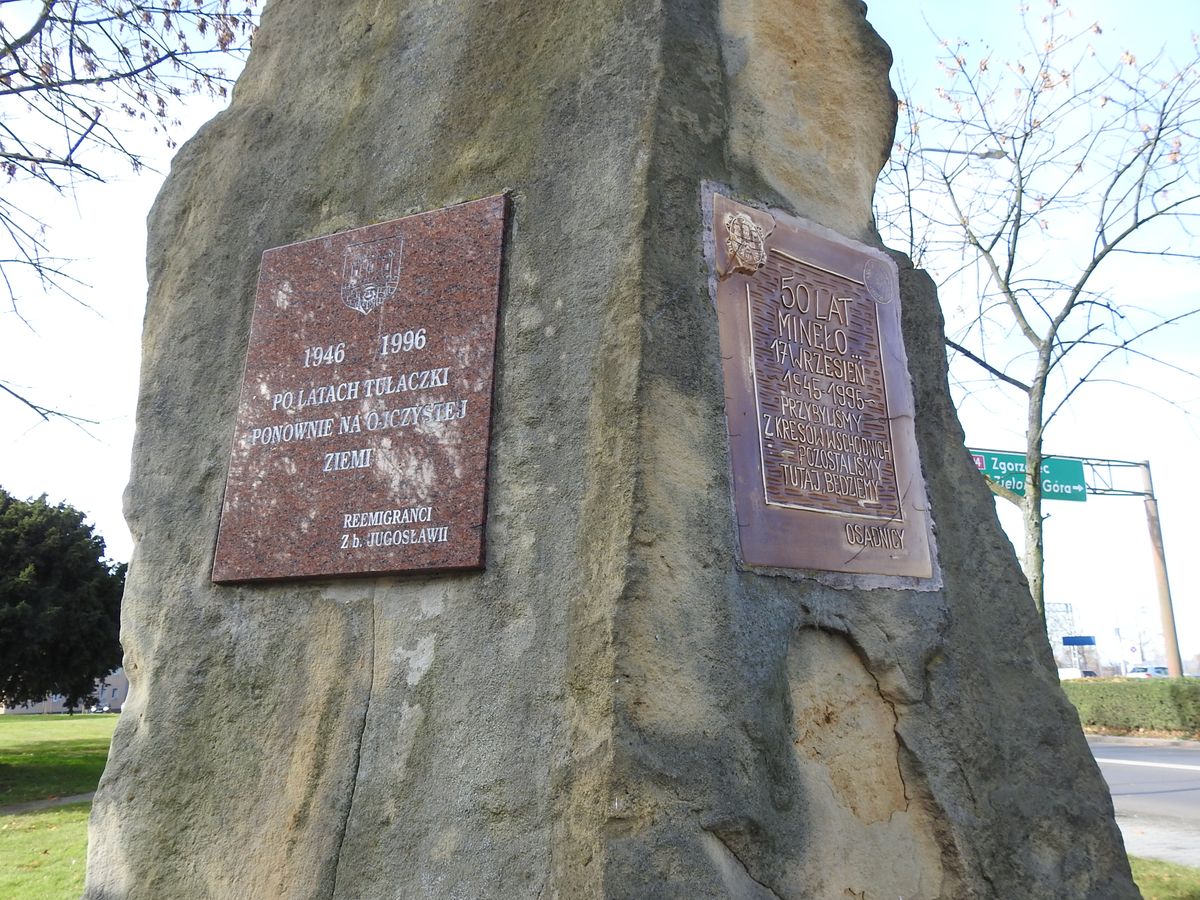 1946 1996
PO LATACH TUŁACZKI
PONOWNIE NA OJCZYSTEJ
ZIEMI
REEMIGRANCI
Z b. JUGOSŁAWII
50 LAT
MINĘŁO
17 WRZESIEŃ
1945-1995
PRZYBYLIŚMY
Z KRESÓW WSCHODNICH
POZOSTALIŚMY
TUTAJ BĘDZIEMY
OSADNICY
Zgorzelec
Zielona Góra